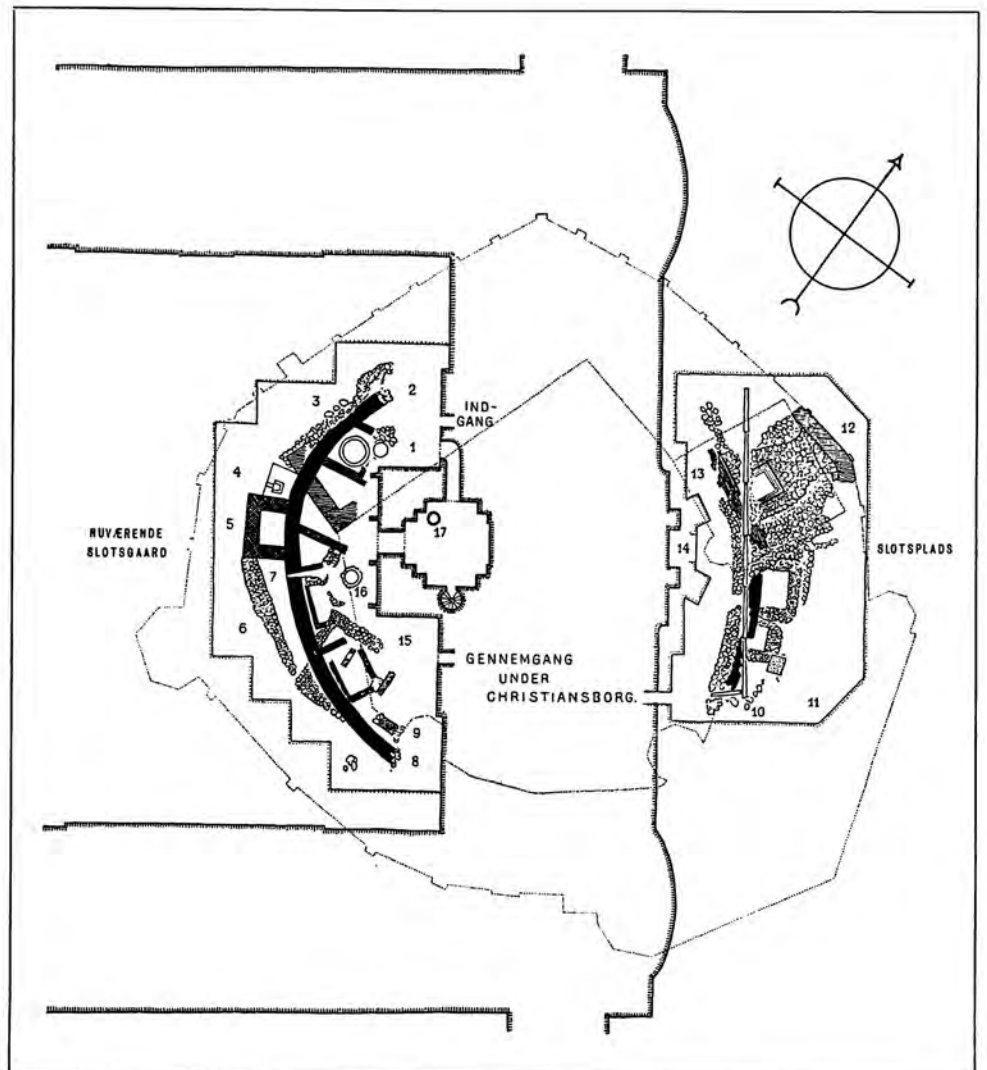 2
3
IND-
GANG
1
12
13
4
5
NUVÆRENDE
SLOTSGAARD
17
14
SLOTSPLADS
7
16
6
15
GENNEMGANG
UNDER
CHRISTIANSBORG.
11
10
9
8